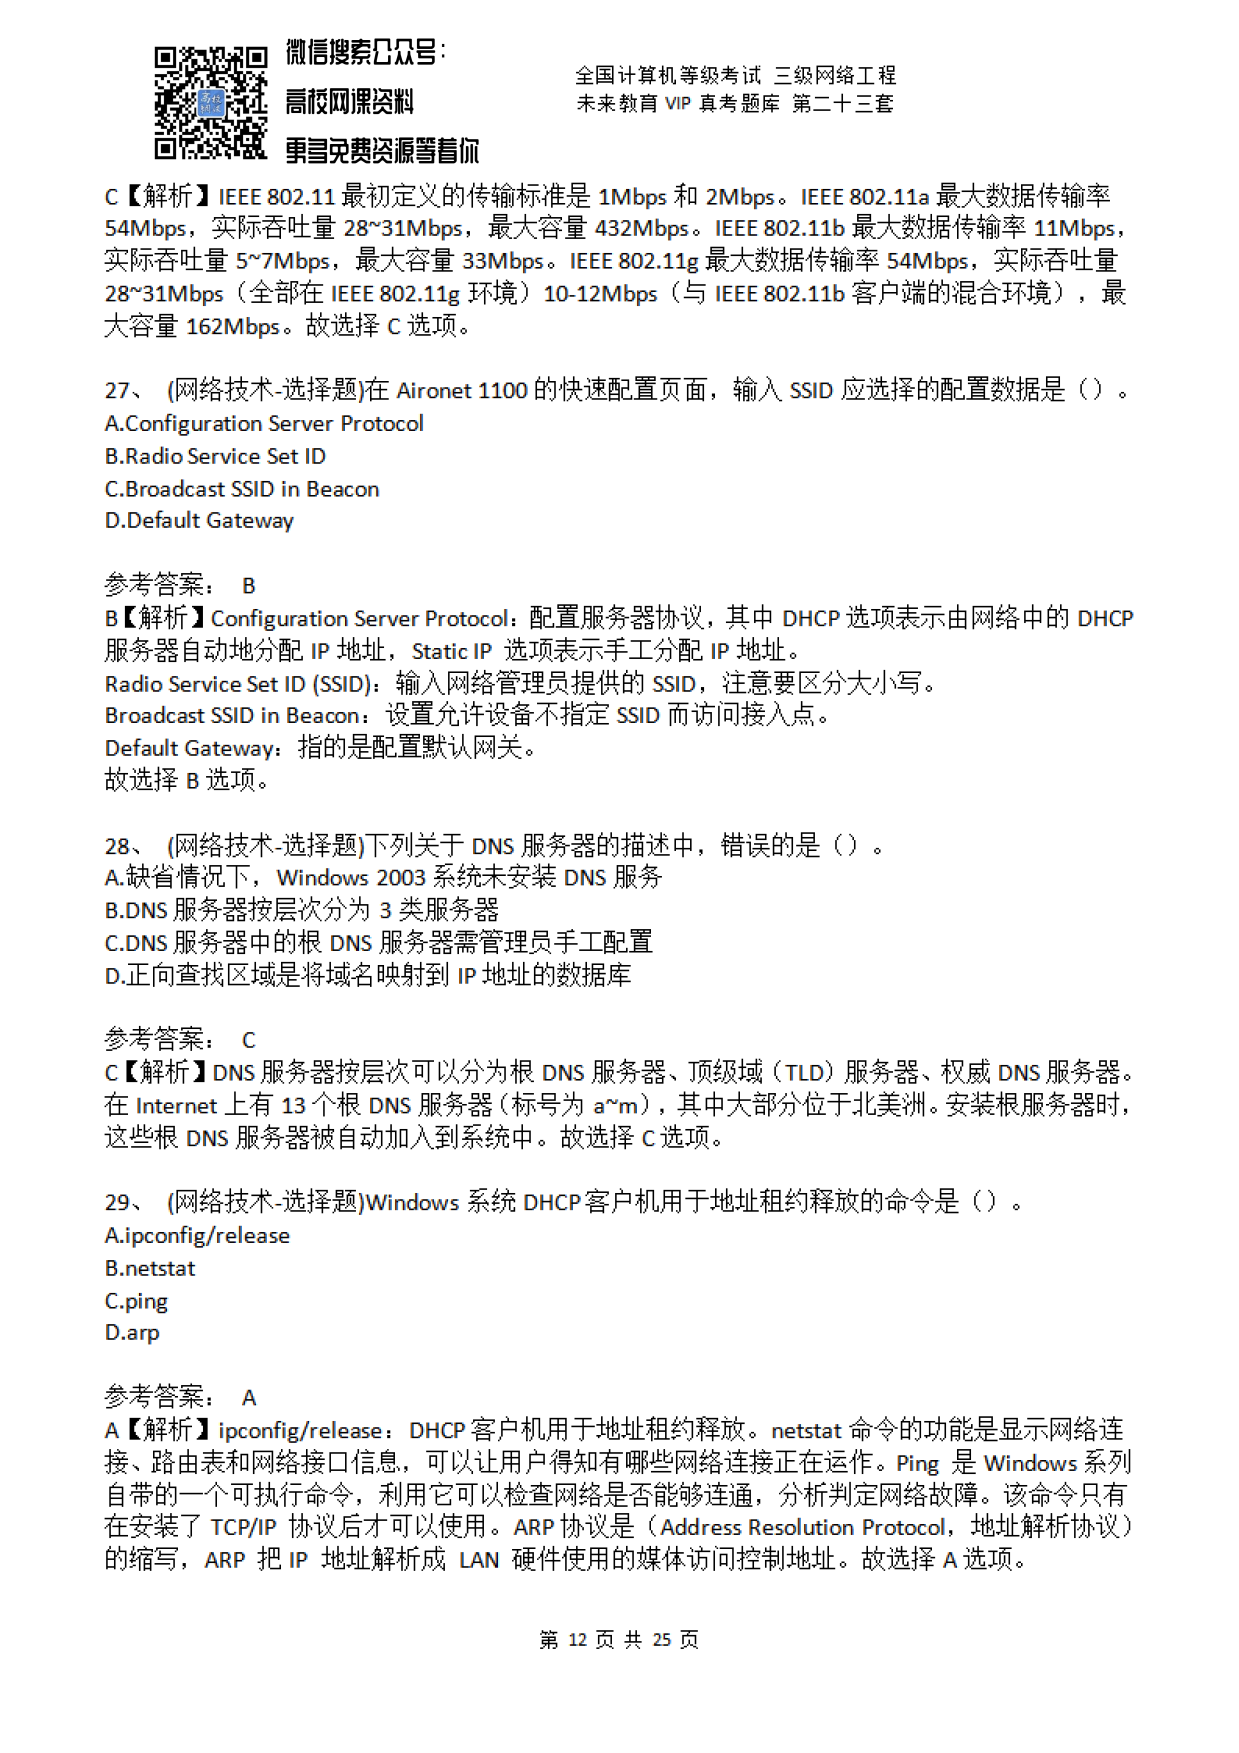 微信搜索公众号：
高校网课资料
更多免费资源等着你
全国计算机等级考试 三级网络工程
未来教育 VIP 真考题库 第二十三套
C【解析】IEEE 802.11 最初定义的传输标准是 1Mbps 和 2Mbps。IEEE 802.11a 最大数据传输率
54Mbps，实际吞吐量 28~31Mbps，最大容量 432Mbps。IEEE 802.11b 最大数据传输率 11Mbps，
实际吞吐量 5~7Mbps，最大容量 33Mbps。IEEE 802.11g 最大数据传输率 54Mbps，实际吞吐量
28~31Mbps（全部在 IEEE 802.11g 环境）10-12Mbps（与 IEEE 802.11b 客户端的混合环境），最
大容量 162Mbps。故选择 C 选项。
27、 (网络技术-选择题)在 Aironet 1100 的快速配置页面，输入 SSID 应选择的配置数据是（）。
A.Configuration Server Protocol
B.Radio Service Set ID
C.Broadcast SSID in Beacon
D.Default Gateway
参考答案： B
B【解析】Configuration Server Protocol：配置服务器协议，其中 DHCP 选项表示由网络中的 DHCP
服务器自动地分配 IP 地址，Static IP 选项表示手工分配 IP 地址。
Radio Service Set ID (SSID)：输入网络管理员提供的 SSID，注意要区分大小写。
Broadcast SSID in Beacon：设置允许设备不指定 SSID 而访问接入点。
Default Gateway：指的是配置默认网关。
故选择 B 选项。
28、 (网络技术-选择题)下列关于 DNS 服务器的描述中，错误的是（）。
A.缺省情况下，Windows 2003 系统未安装 DNS 服务
B.DNS 服务器按层次分为 3 类服务器
C.DNS 服务器中的根 DNS 服务器需管理员手工配置
D.正向查找区域是将域名映射到 IP 地址的数据库
参考答案： C
C【解析】DNS 服务器按层次可以分为根 DNS 服务器、顶级域（TLD）服务器、权威 DNS 服务器。
在 Internet 上有 13 个根 DNS 服务器（标号为 a~m），其中大部分位于北美洲。安装根服务器时，
这些根 DNS 服务器被自动加入到系统中。故选择 C 选项。
29、 (网络技术-选择题)Windows 系统 DHCP 客户机用于地址租约释放的命令是（）。
A.ipconfig/release
B.netstat
C.ping
D.arp
参考答案： A
A【解析】ipconfig/release：DHCP 客户机用于地址租约释放。netstat 命令的功能是显示网络连
接、路由表和网络接口信息，可以让用户得知有哪些网络连接正在运作。Ping 是 Windows 系列
自带的一个可执行命令，利用它可以检查网络是否能够连通，分析判定网络故障。该命令只有
在安装了 TCP/IP 协议后才可以使用。ARP 协议是（Address Resolution Protocol，地址解析协议）
的缩写，ARP 把 IP 地址解析成 LAN 硬件使用的媒体访问控制地址。故选择 A 选项。
第 12 页 共 25 页